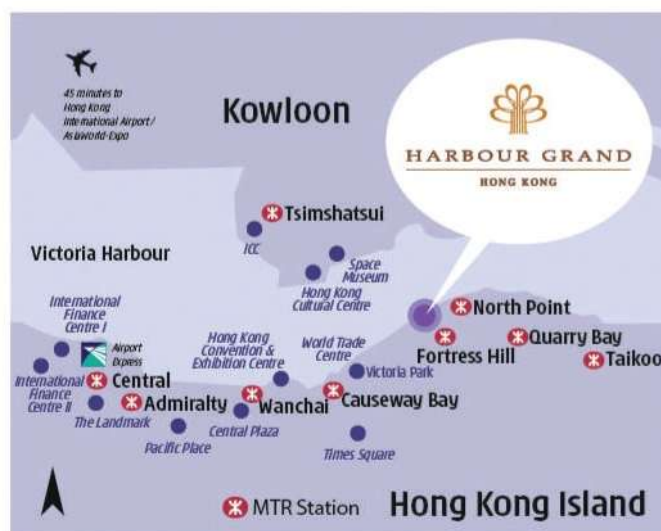 45 minutes to
Hong Kong
International Airport /
AsiaWorld-Expo
Kowloon
HARBOUR GRAND
HONG KONG
Tsimshatsui
ICC
Victoria Harbour
Space
Museum
Hong Kong
Cultural Centre
International
Finance
Centre I
Airport
Express
Hong Kong
Convention &
Exhibition Centre
World Trade
Centre
North Point
Fortress Hill
Quarry Bay
Taikoo
Victoria Park
International
Finance
Centre II
Central
The Landmark
Admiralty
Pacific Place
Wanchai
Central Plaza
Causeway Bay
Times Square
MTR Station
Hong Kong Island